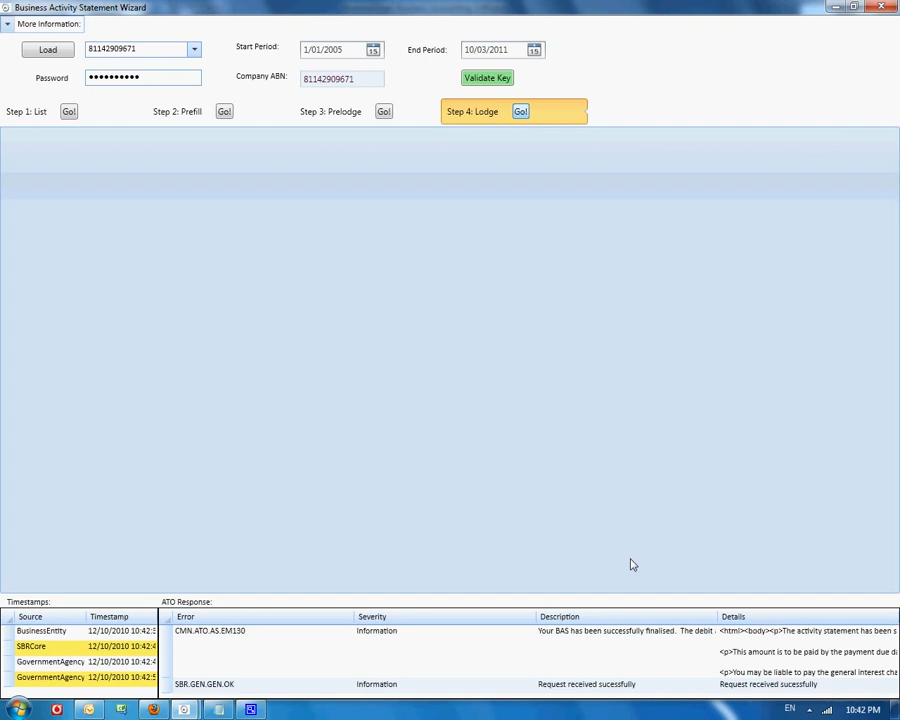 Business Activity Statement Wizard
More Information:
Load 81142909671 Start Period: 1/01/2005 15 End Period: 10/03/2011 15
Password •••••••••• Company ABN: 81142909671 Validate Key
Step 1: List Go! Step 2: Prefill Go! Step 3: Prelodge Go! Step 4: Lodge Go!
Timestamps: ATO Response:
Source Timestamp Error Severity Description Details
BusinessEntity 12/10/2010 10:42: CMN.ATO.AS.EM130 Information Your BAS has been successfully finalised. The debit <html><body><p>The activity statement has been s
SBRCore 12/10/2010 10:42:4 <p>This amount is to be paid by the payment due d
GovernmentAgency 12/10/2010 10:42:
GovernmentAgency 12/10/2010 10:42: <p>You may be liable to pay the general interest cha
SBR.GEN.GEN.OK Information Request received sucessfully Request received sucessfully
EN 10:42 PM